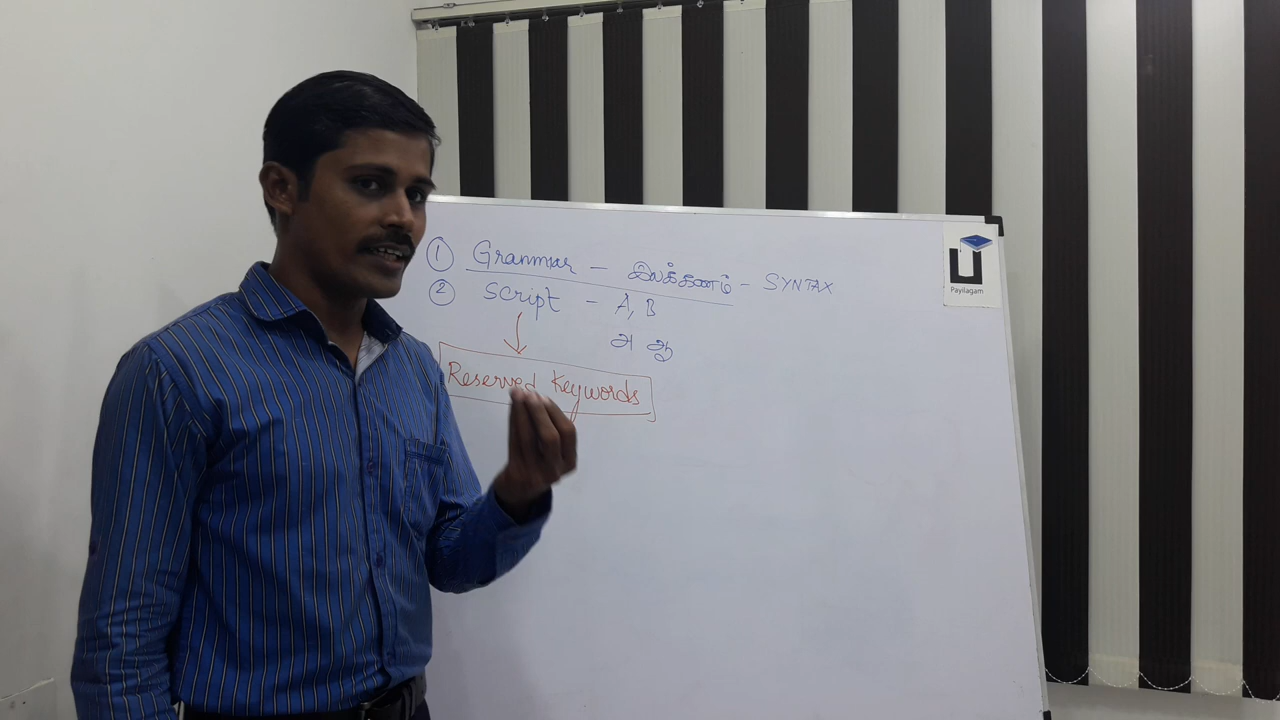 ① Grammar – இலக்கணம் – SYNTAX
② Script – A, B
அ ஆ
Reserved Keywords
Payilagam